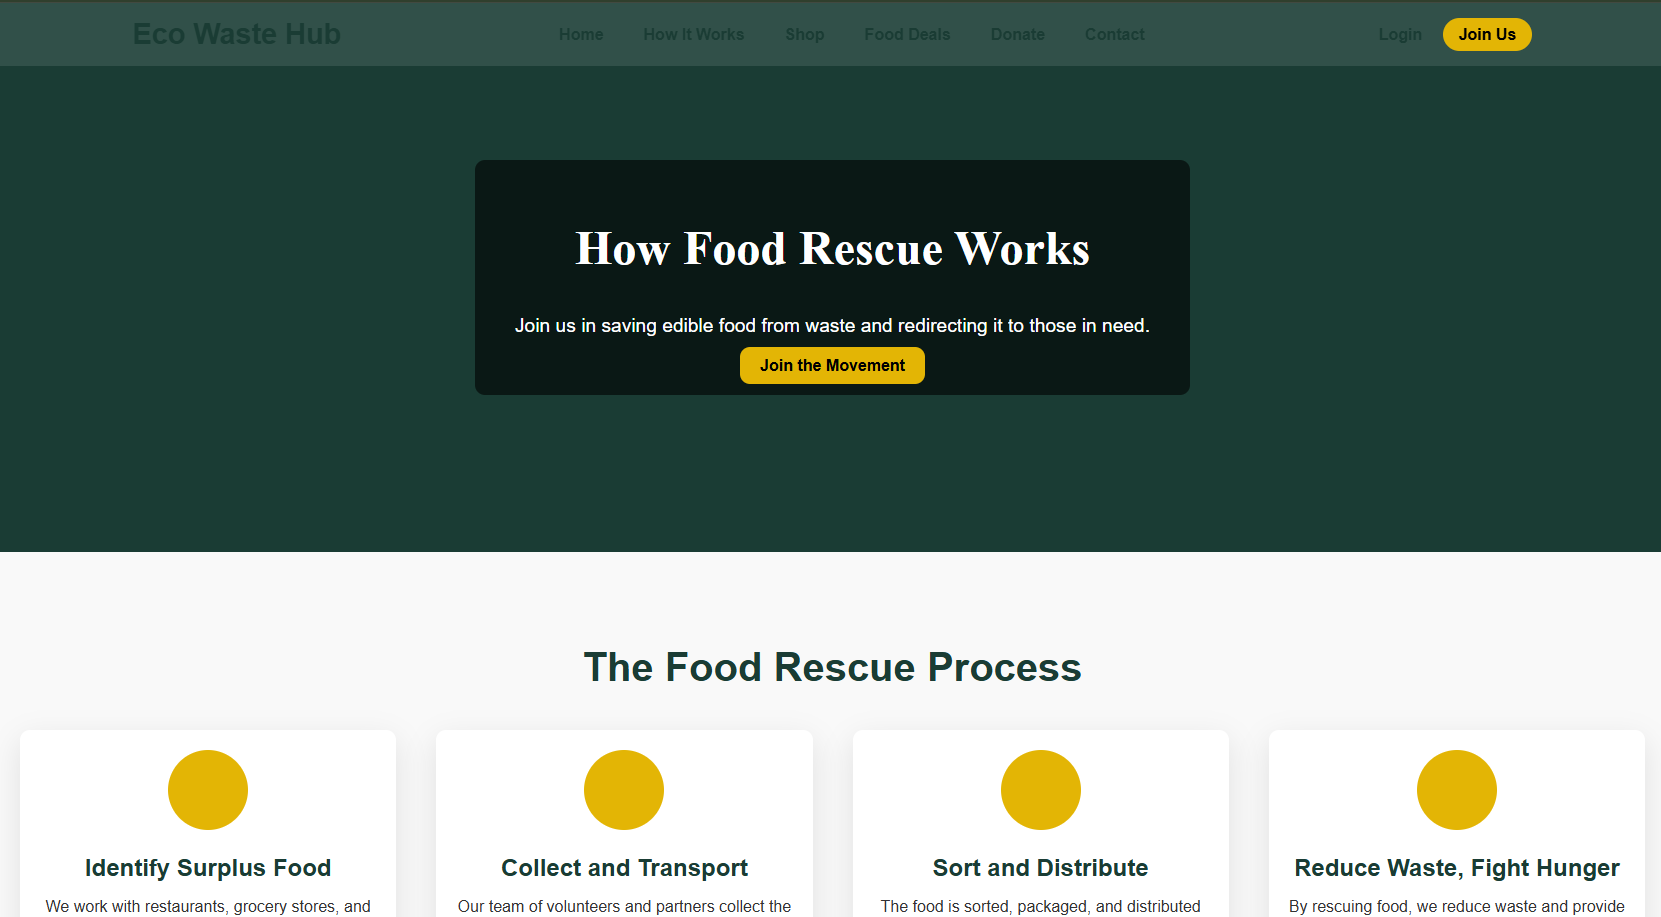 Eco Waste Hub
Home How It Works Shop Food Deals Donate Contact
Login Join Us
How Food Rescue Works
Join us in saving edible food from waste and redirecting it to those in need.
Join the Movement
The Food Rescue Process
Identify Surplus Food
We work with restaurants, grocery stores, and
Collect and Transport
Our team of volunteers and partners collect the
Sort and Distribute
The food is sorted, packaged, and distributed
Reduce Waste, Fight Hunger
By rescuing food, we reduce waste and provide